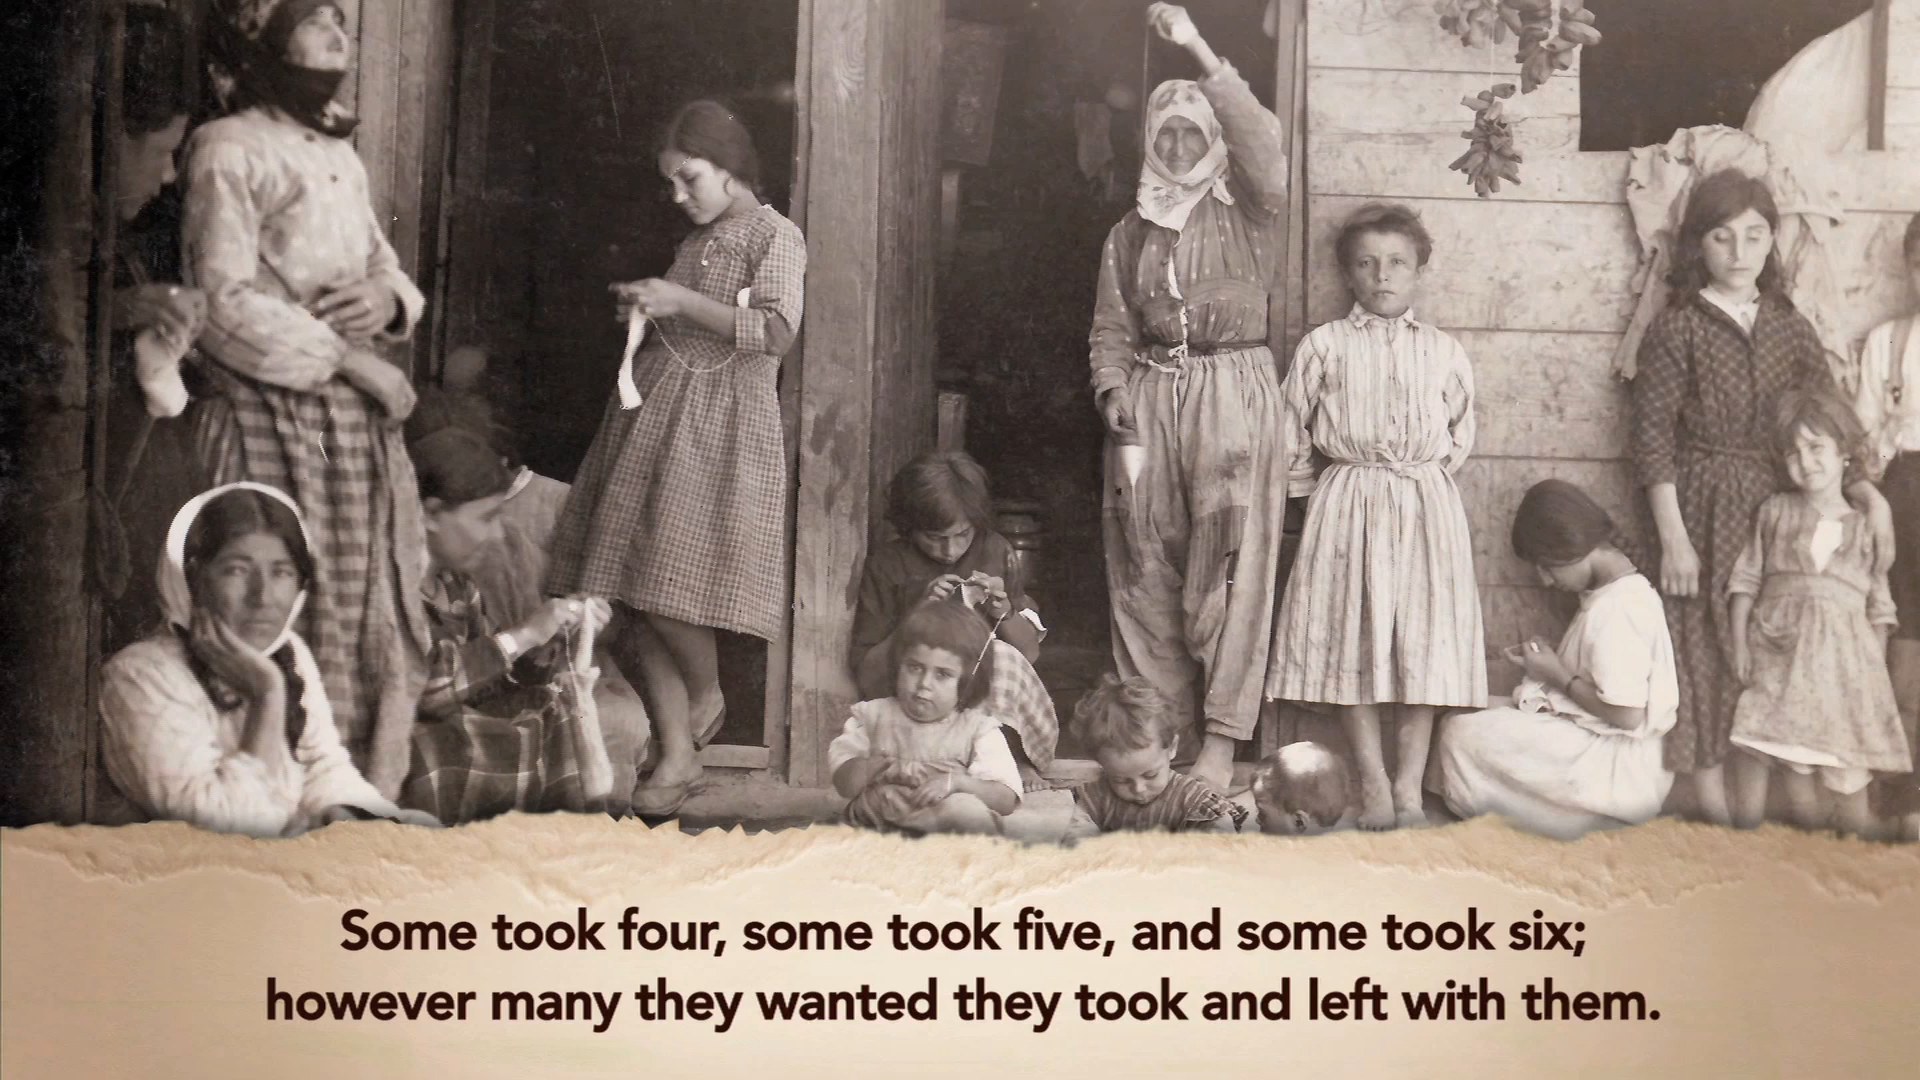 Some took four, some took five, and some took six;
however many they wanted they took and left with them.